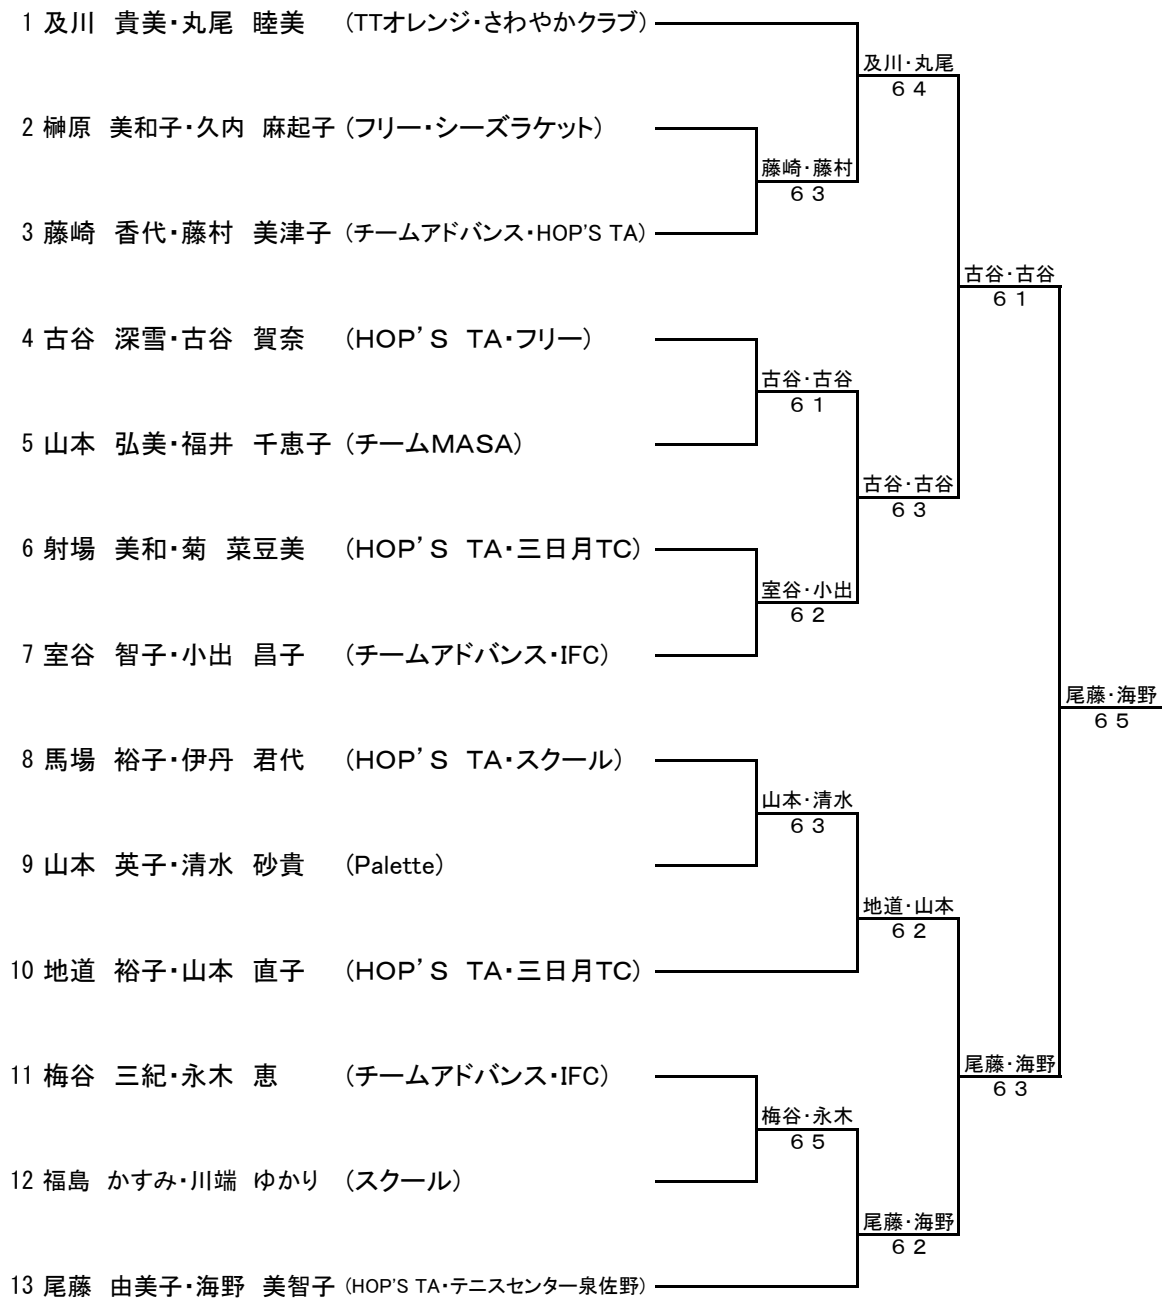 1 及川 貴美・丸尾 睦美 (TTオレンジ・さわやかクラブ)
及川・丸尾
6 4
2 榊原 美和子・久内 麻起子 (フリー・シーズラケット)
藤崎・藤村
6 3
3 藤崎 香代・藤村 美津子 (チームアドバンス・HOP'S TA)
古谷・古谷
6 1
4 古谷 深雪・古谷 賀奈 (HOP'S TA・フリー)
古谷・古谷
6 1
5 山本 弘美・福井 千恵子 (チームMASA)
古谷・古谷
6 3
6 射場 美和・菊 菜豆美 (HOP'S TA・三日月TC)
室谷・小出
6 2
7 室谷 智子・小出 昌子 (チームアドバンス・IFC)
尾藤・海野
6 5
8 馬場 裕子・伊丹 君代 (HOP'S TA・スクール)
山本・清水
6 3
9 山本 英子・清水 砂貴 (Palette)
地道・山本
6 2
10 地道 裕子・山本 直子 (HOP'S TA・三日月TC)
尾藤・海野
6 3
11 梅谷 三紀・永木 恵 (チームアドバンス・IFC)
梅谷・永木
6 5
12 福島 かすみ・川端 ゆかり (スクール)
尾藤・海野
6 2
13 尾藤 由美子・海野 美智子 (HOP'S TA・テニスセンター泉佐野)